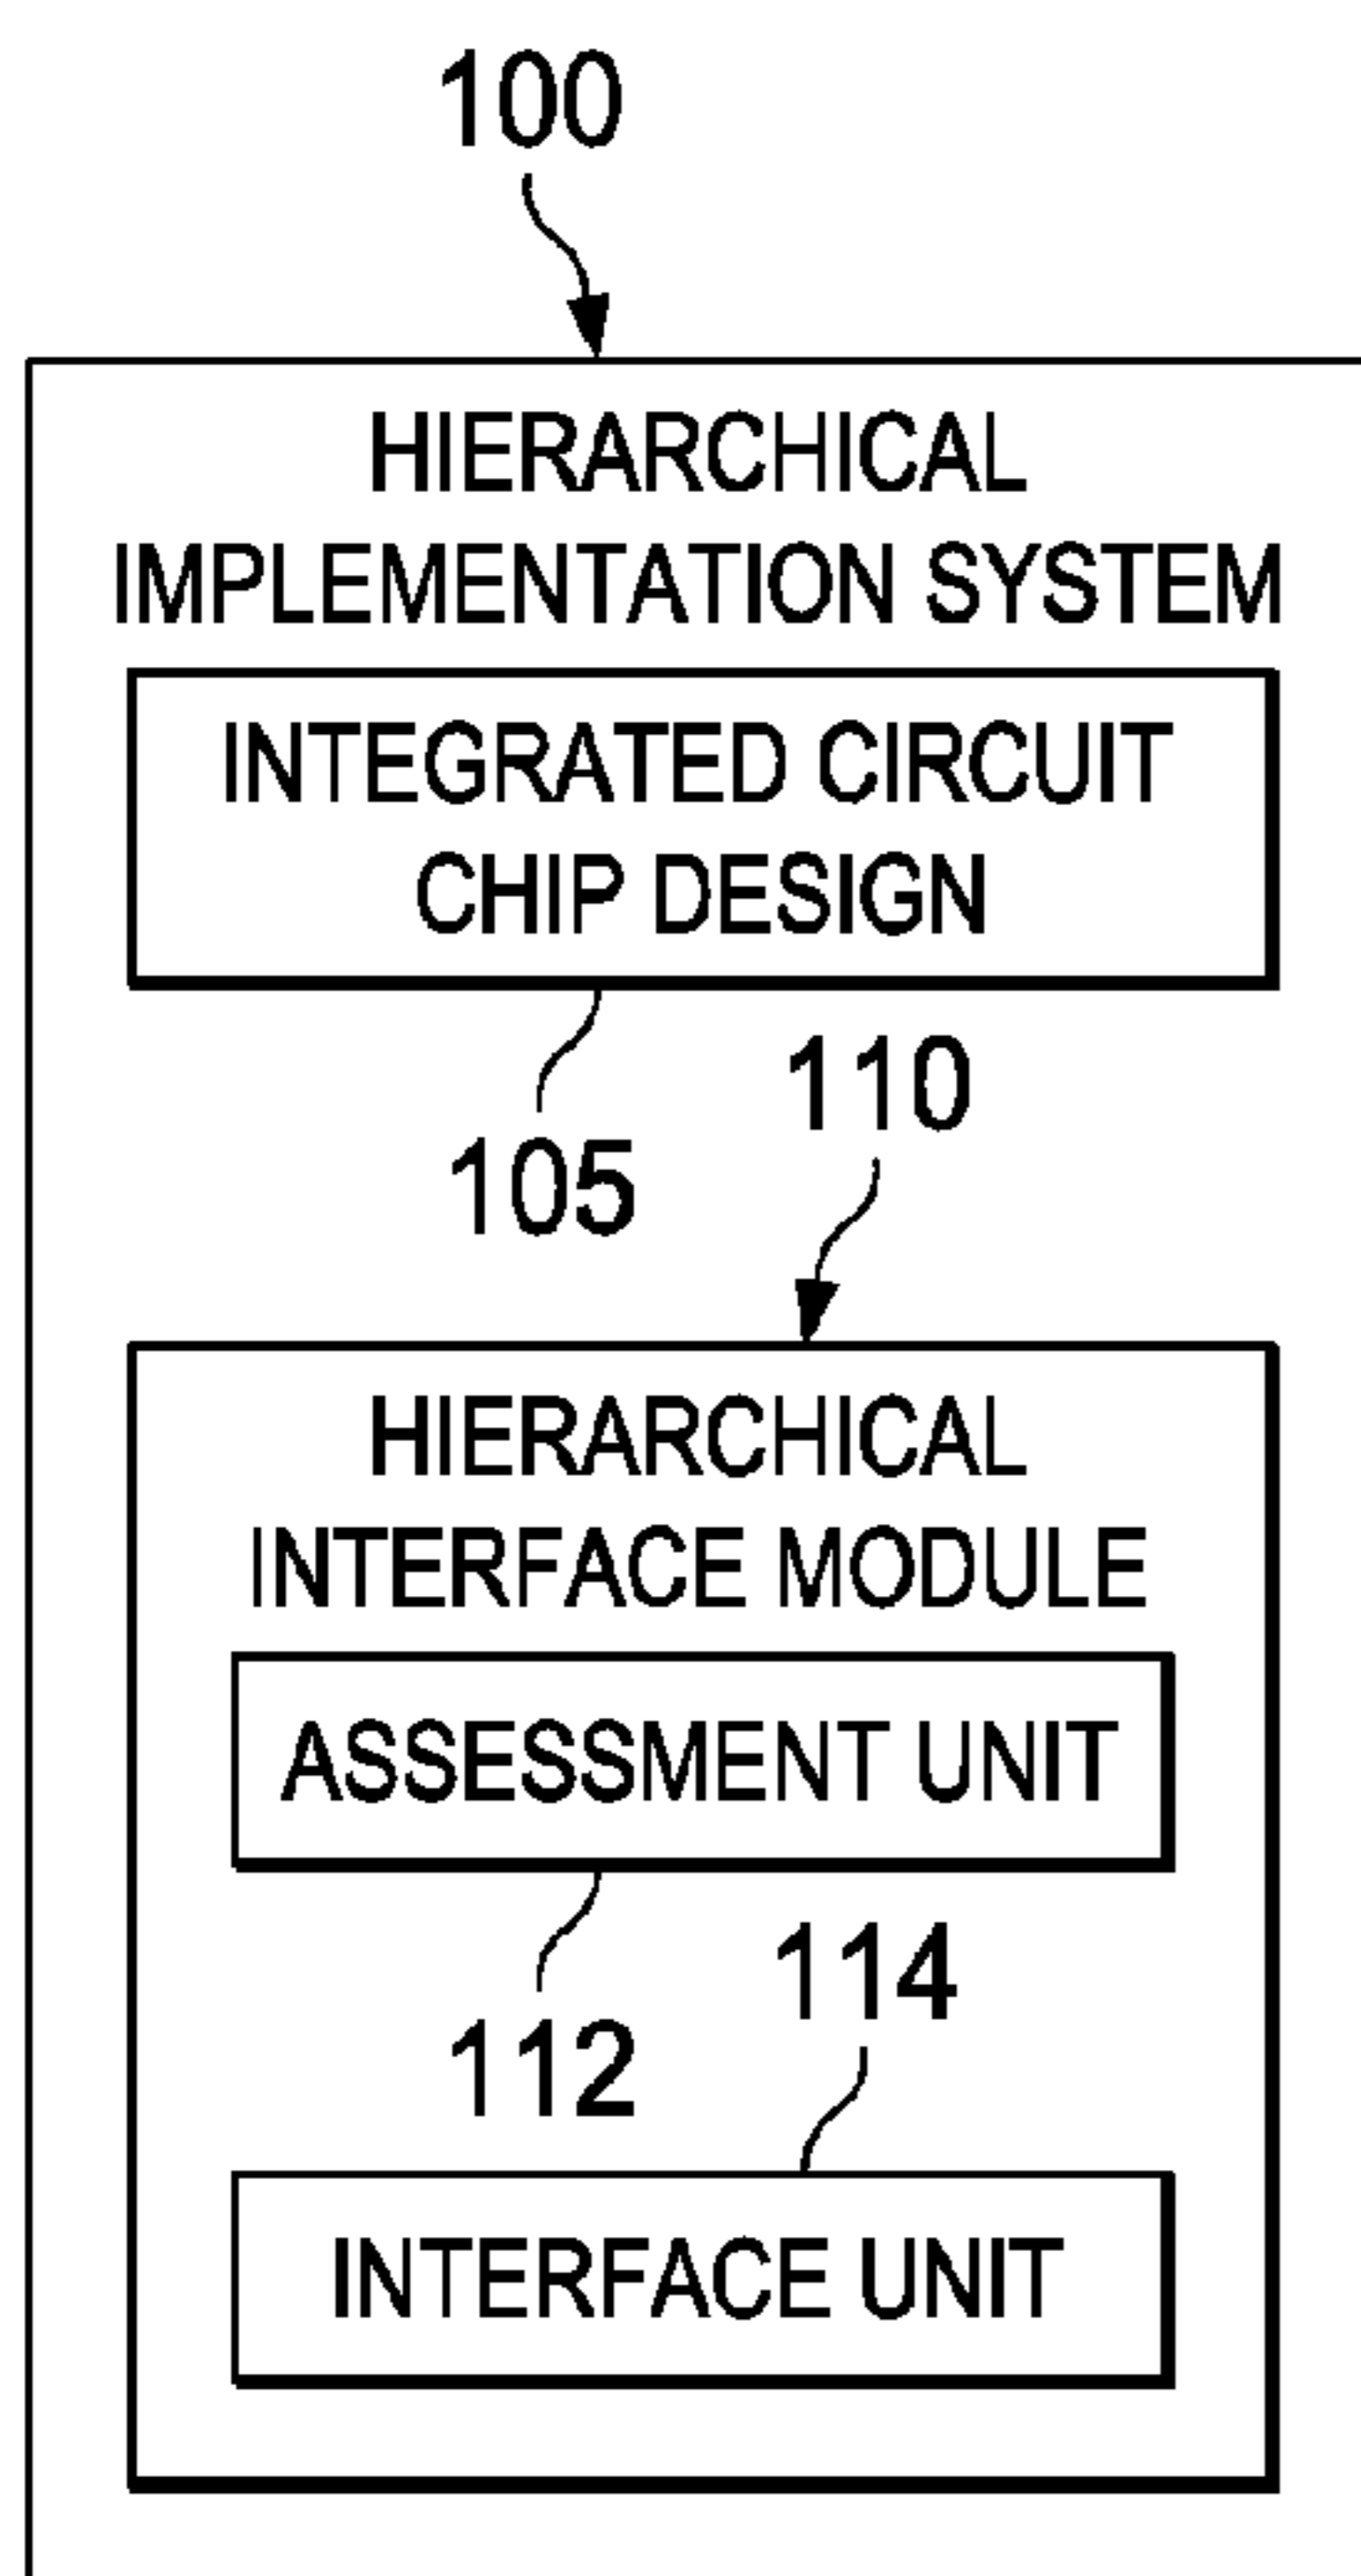 100
HIERARCHICAL
IMPLEMENTATION SYSTEM
INTEGRATED CIRCUIT
CHIP DESIGN
110
105
HIERARCHICAL
INTERFACE MODULE
ASSESSMENT UNIT
114
112
INTERFACE UNIT